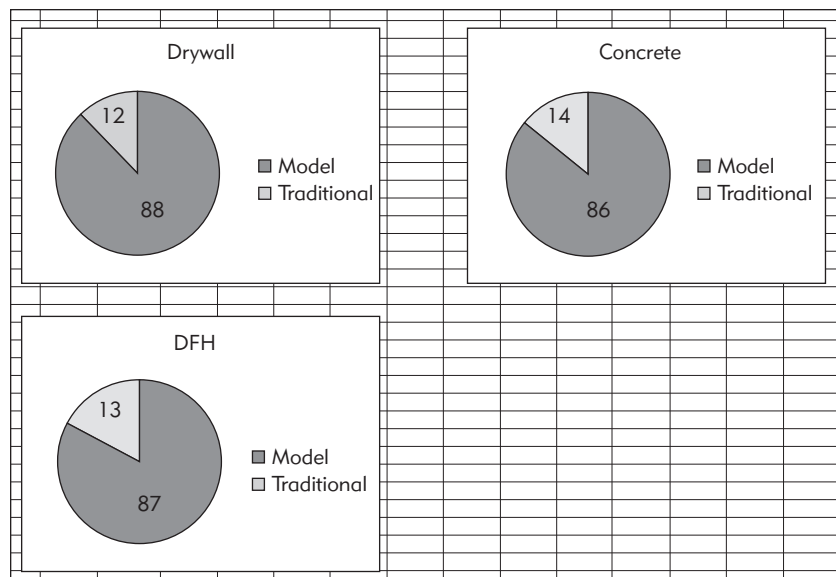 Drywall
12
88
Model
Traditional
Concrete
14
86
Model
Traditional
DFH
13
87
Model
Traditional